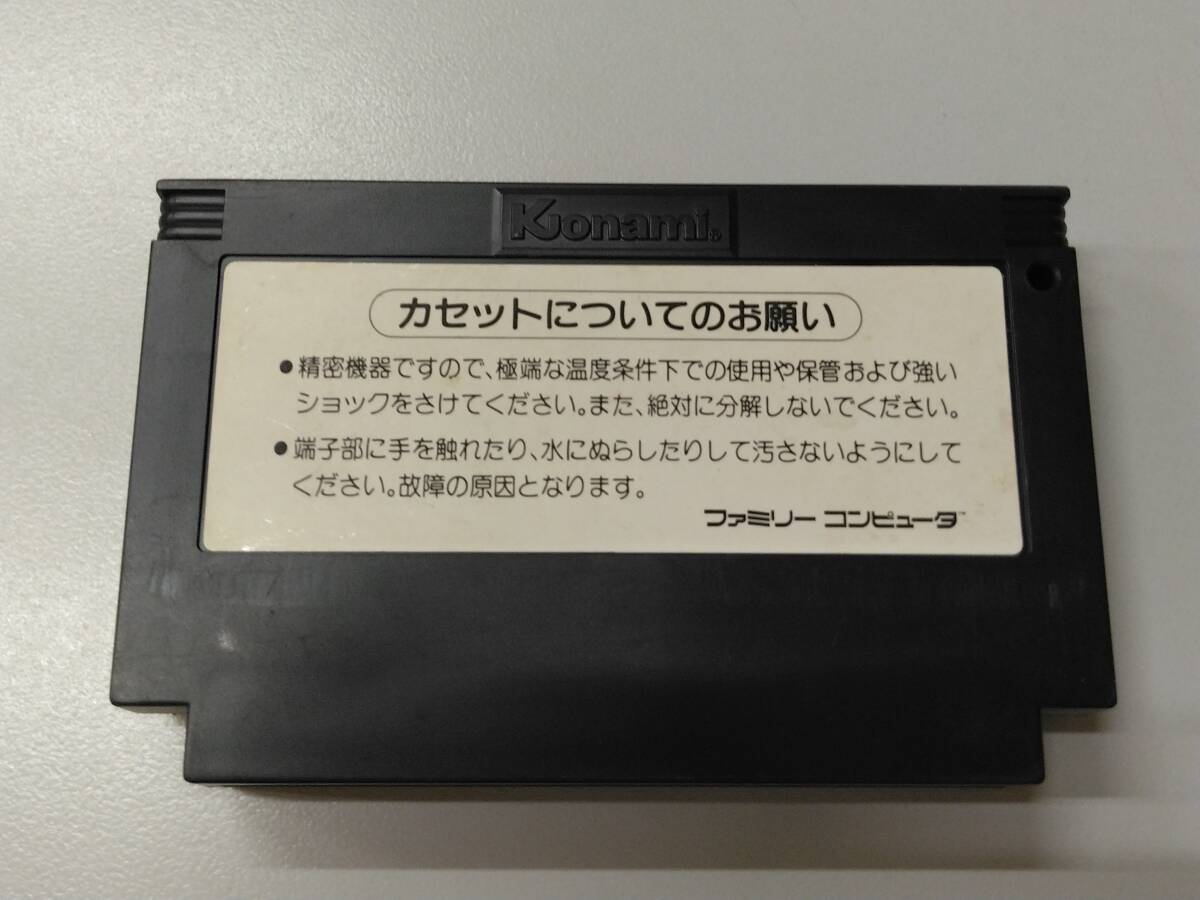 Konami®
カセットについてのお願い
●精密機器ですので、極端な温度条件下での使用や保管および強い
ショックをさけてください。また、絶対に分解しないでください。
●端子部に手を触れたり、水にぬらしたりして汚さないようにして
ください。故障の原因となります。
ファミリー コンピュータ™